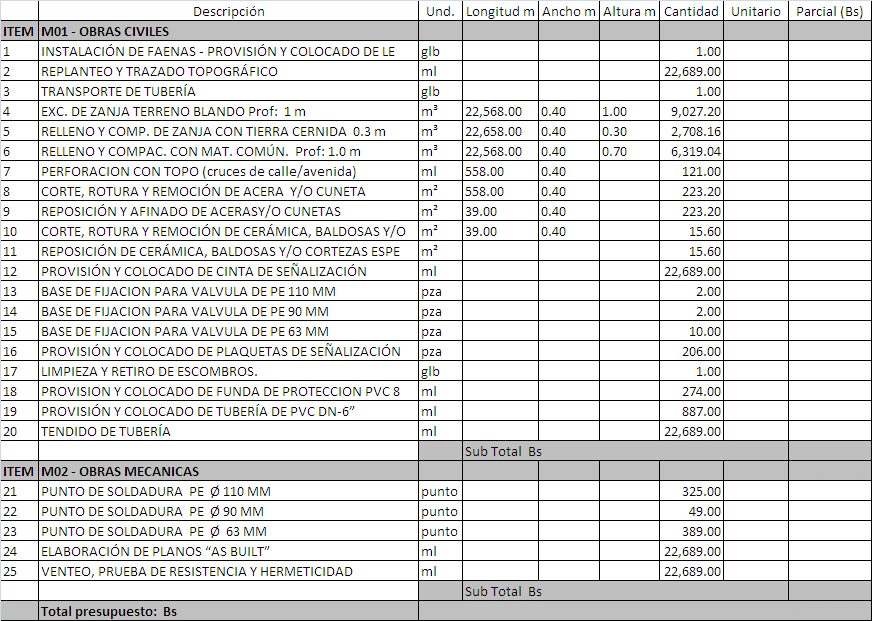 Descripción Und. Longitud m Ancho m Altura m Cantidad Unitario Parcial (Bs)
ITEM M01 - OBRAS CIVILES
1 INSTALACIÓN DE FAENAS - PROVISIÓN Y COLOCADO DE LE glb 1.00
2 REPLANTEO Y TRAZADO TOPOGRÁFICO ml 22,689.00
3 TRANSPORTE DE TUBERÍA glb 1.00
4 EXC. DE ZANJA TERRENO BLANDO Prof: 1 m m³ 22,568.00 0.40 1.00 9,027.20
5 RELLENO Y COMP. DE ZANJA CON TIERRA CERNIDA 0.3 m m³ 22,658.00 0.40 0.30 2,708.16
6 RELLENO Y COMPAC. CON MAT. COMÚN. Prof: 1.0 m m³ 22,568.00 0.40 0.70 6,319.04
7 PERFORACION CON TOPO (cruces de calle/avenida) ml 558.00 0.40 121.00
8 CORTE, ROTURA Y REMOCIÓN DE ACERA Y/O CUNETA m² 558.00 0.40 223.20
9 REPOSICIÓN Y AFINADO DE ACERASY/O CUNETAS m² 39.00 0.40 223.20
10 CORTE, ROTURA Y REMOCIÓN DE CERÁMICA, BALDOSAS Y/O m² 39.00 0.40 15.60
11 REPOSICIÓN DE CERÁMICA, BALDOSAS Y/O CORTEZAS ESPE m² 15.60
12 PROVISIÓN Y COLOCADO DE CINTA DE SEÑALIZACIÓN ml 22,689.00
13 BASE DE FIJACION PARA VALVULA DE PE 110 MM pza 2.00
14 BASE DE FIJACION PARA VALVULA DE PE 90 MM pza 2.00
15 BASE DE FIJACION PARA VALVULA DE PE 63 MM pza 10.00
16 PROVISIÓN Y COLOCADO DE PLAQUETAS DE SEÑALIZACIÓN pza 206.00
17 LIMPIEZA Y RETIRO DE ESCOMBROS. glb 1.00
18 PROVISION Y COLOCADO DE FUNDA DE PROTECCION PVC 8 ml 274.00
19 PROVISIÓN Y COLOCADO DE TUBERÍA DE PVC DN-6” ml 887.00
20 TENDIDO DE TUBERÍA ml 22,689.00
Sub Total Bs
ITEM M02 - OBRAS MECANICAS
21 PUNTO DE SOLDADURA PE Ø 110 MM punto 325.00
22 PUNTO DE SOLDADURA PE Ø 90 MM punto 49.00
23 PUNTO DE SOLDADURA PE Ø 63 MM punto 389.00
24 ELABORACIÓN DE PLANOS “AS BUILT” ml 22,689.00
25 VENTEO, PRUEBA DE RESISTENCIA Y HERMETICIDAD ml 22,689.00
Sub Total Bs
Total presupuesto: Bs